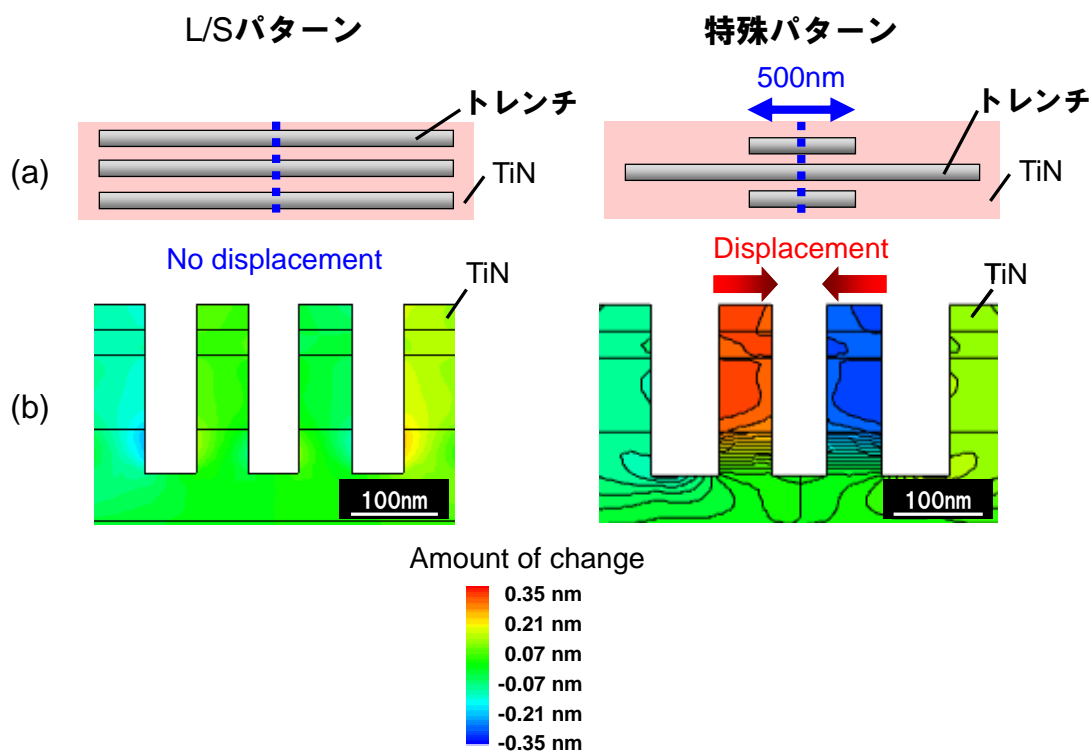 L/Sパターン
特殊パターン
500nm
トレンチ
トレンチ
(a)
TiN
TiN
No displacement
Displacement
TiN
TiN
(b)
100nm
100nm
Amount of change
0.35 nm
0.21 nm
0.07 nm
-0.07 nm
-0.21 nm
-0.35 nm